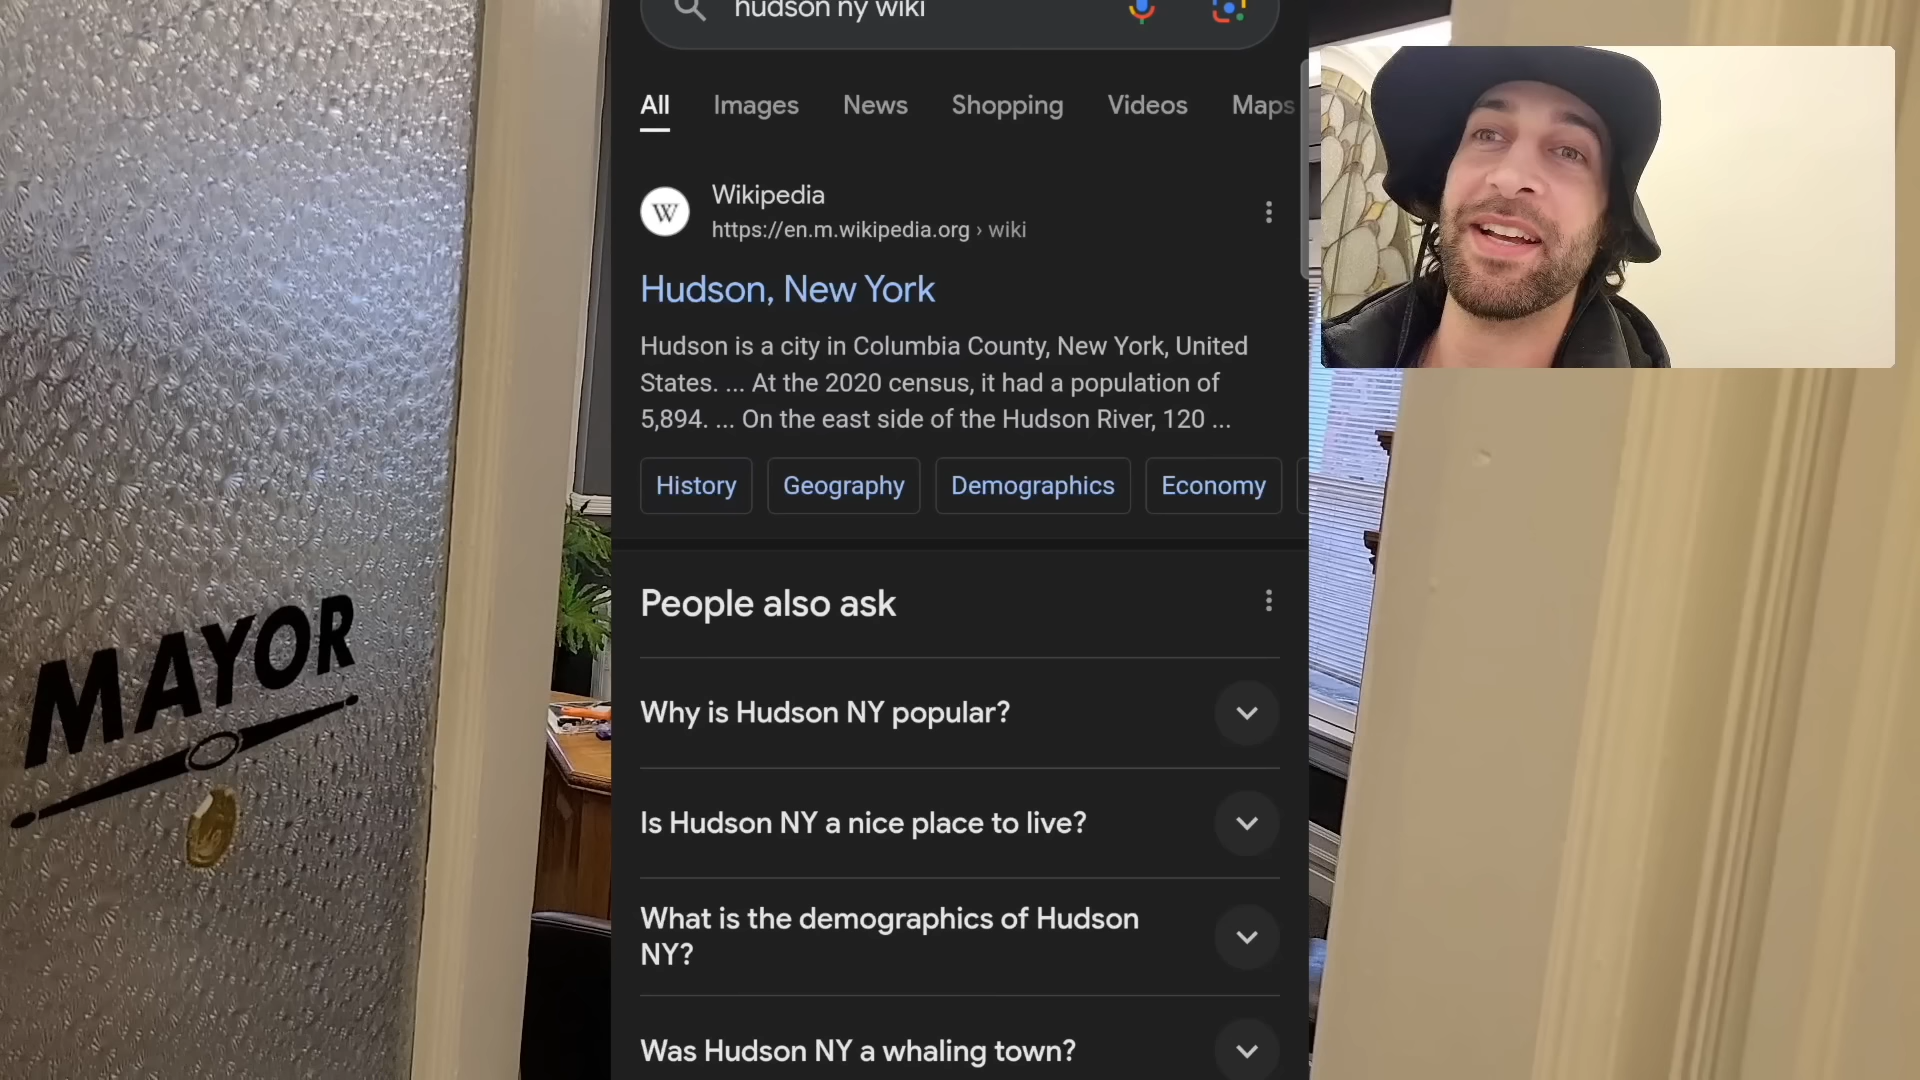 MAYOR
hudson ny wiki
All Images News Shopping Videos Maps
W
Wikipedia
https://en.m.wikipedia.org › wiki
Hudson, New York
Hudson is a city in Columbia County, New York, United
States. ... At the 2020 census, it had a population of
5,894. ... On the east side of the Hudson River, 120 ...
History Geography Demographics Economy
People also ask
Why is Hudson NY popular?
Is Hudson NY a nice place to live?
What is the demographics of Hudson
NY?
Was Hudson NY a whaling town?